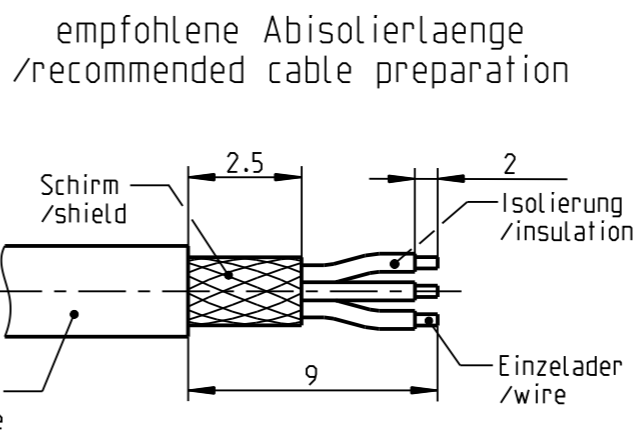 empfohlene Abisolierlaenge
/recommended cable preparation
2.5
2
Schirm
/shield
Isolierung
/insulation
9
Einzelader
/wire
e